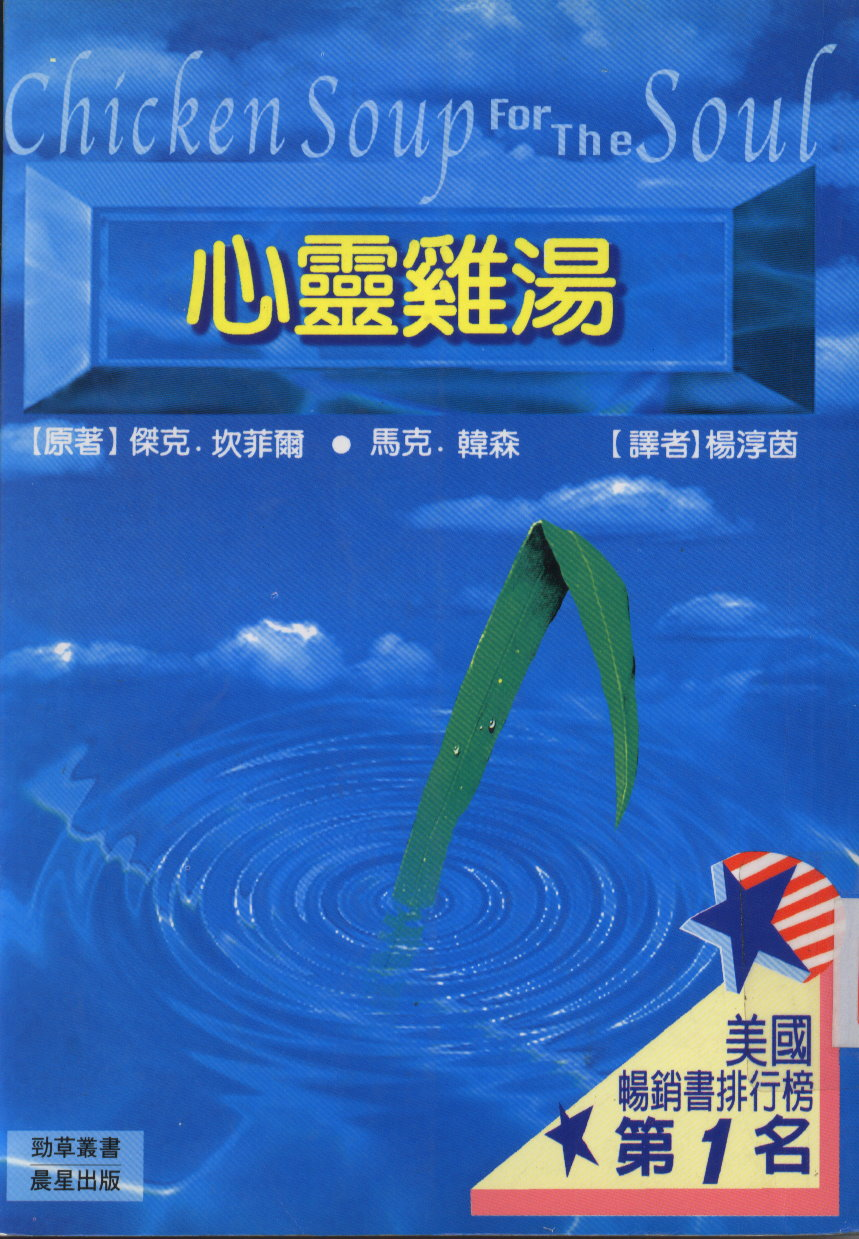 Chicken Soup For The Soul
心靈雞湯
【原著】傑克．坎菲爾 ● 馬克．韓森 【譯者】楊淳茵
美國
暢銷書排行榜
第1名
勁草叢書
晨星出版